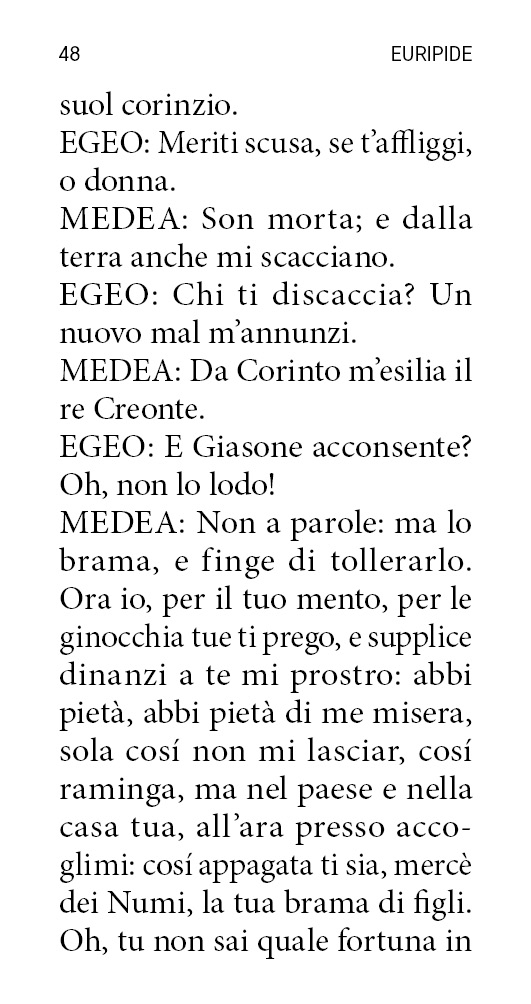 48 EURIPIDE
suol corinzio.
EGEO: Meriti scusa, se t’affliggi,
o donna.
MEDEA: Son morta; e dalla
terra anche mi scacciano.
EGEO: Chi ti discaccia? Un
nuovo mal m’annunzi.
MEDEA: Da Corinto m’esilia il
re Creonte.
EGEO: E Giasone acconsente?
Oh, non lo lodo!
MEDEA: Non a parole: ma lo
brama, e finge di tollerarlo.
Ora io, per il tuo mento, per le
ginocchia tue ti prego, e supplice
dinanzi a te mi prostro: abbi
pietà, abbi pietà di me misera,
sola cosí non mi lasciar, cosí
raminga, ma nel paese e nella
casa tua, all’ara presso acco-
glimi: cosí appagata ti sia, mercè
dei Numi, la tua brama di figli.
Oh, tu non sai quale fortuna in